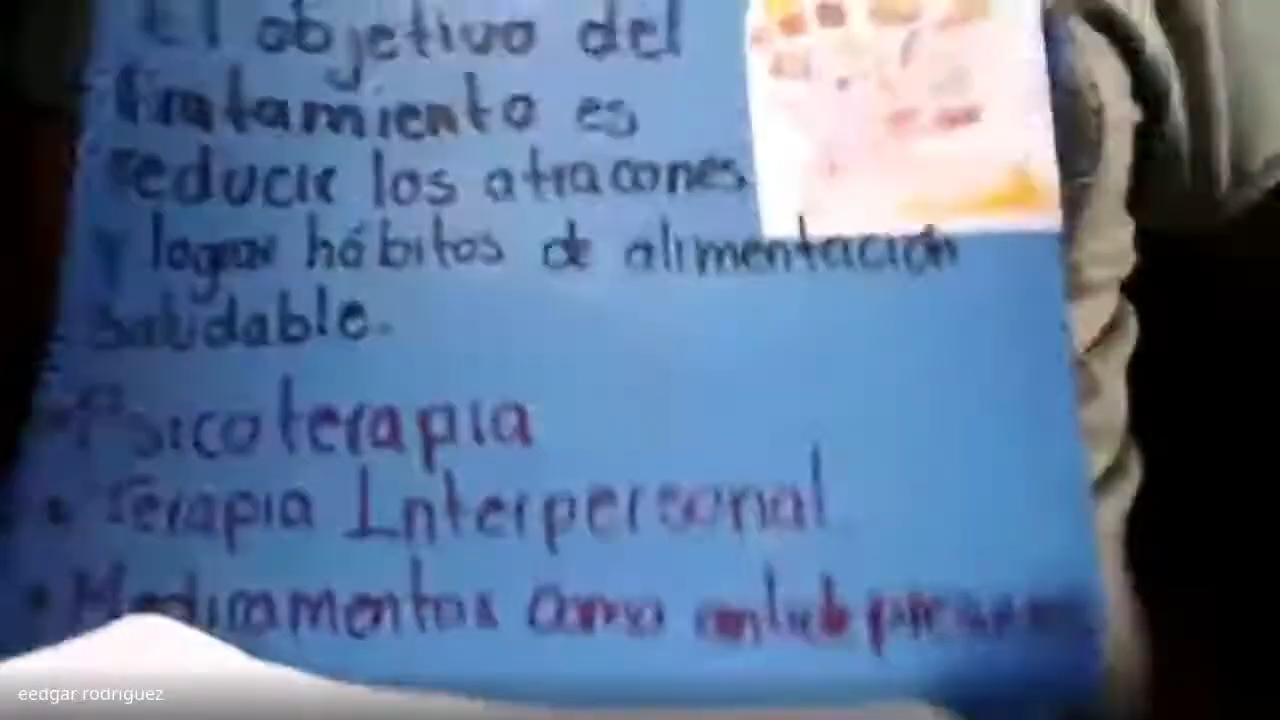 El objetivo del
tratamiento es
reducir los atracones
y lograr hábitos de alimentación
saludable.
Psicoterapia
• Terapia Interpersonal
• Medicamentos como
eedgar rodriguez